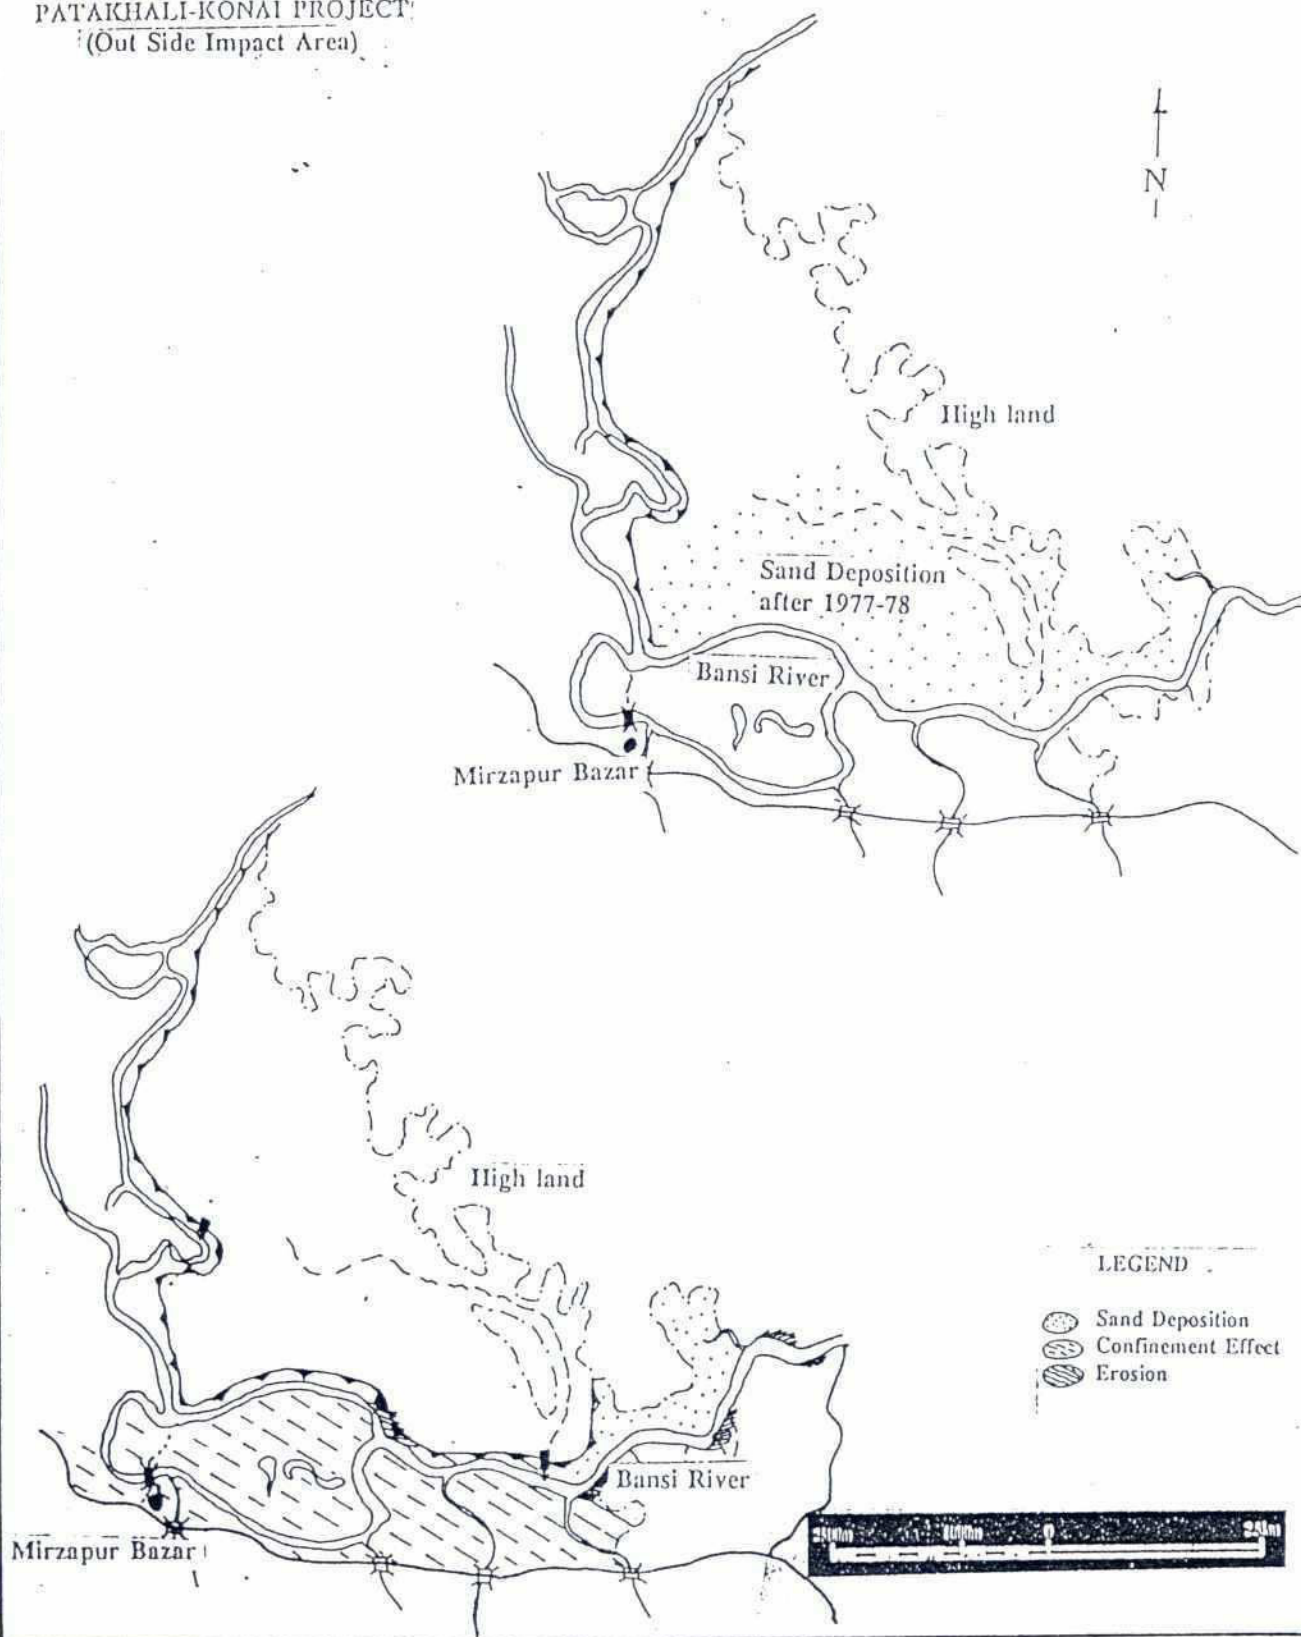 PATAKHALI-KONAI PROJECT
(Out Side Impact Area)
N
High land
Sand Deposition
after 1977-78
Bansi River
Mirzapur Bazar
High land
LEGEND
Sand Deposition
Confinement Effect
Erosion
Bansi River
Mirzapur Bazar
0